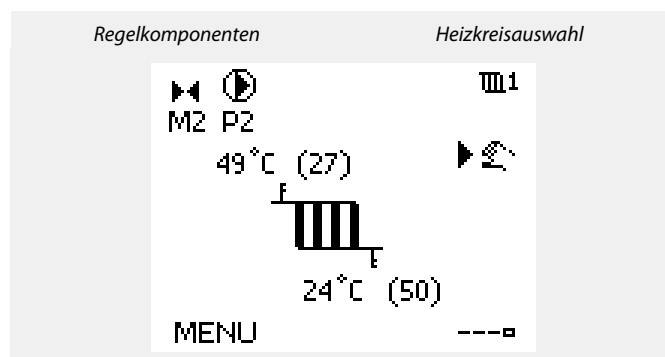 Regelkomponenten Heizkreisauswahl
1
M2 P2
49°C (27)
24°C (50)
MENU ---